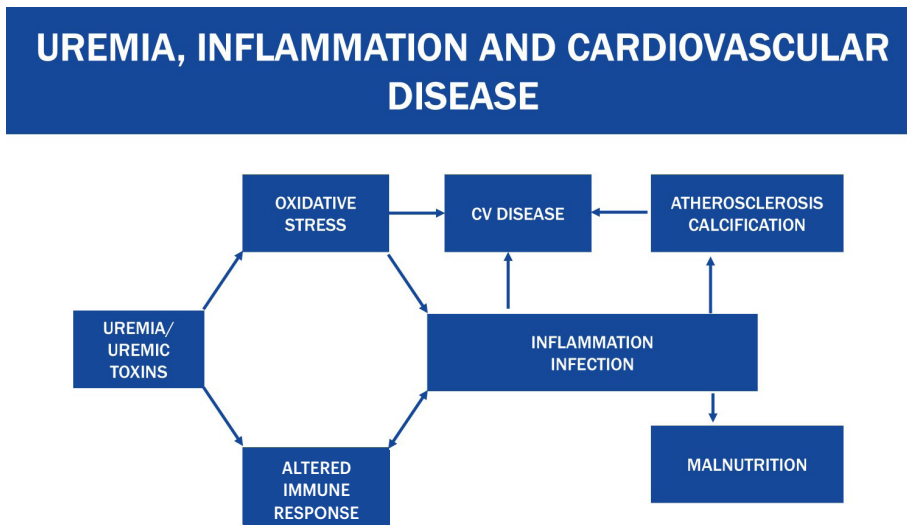 UREMIA, INFLAMMATION AND CARDIOVASCULAR
DISEASE
OXIDATIVE
STRESS
CV DISEASE
ATHEROSCLEROSIS
CALCIFICATION
UREMIA/
UREMIC
TOXINS
INFLAMMATION
INFECTION
ALTERED
IMMUNE
RESPONSE
MALNUTRITION